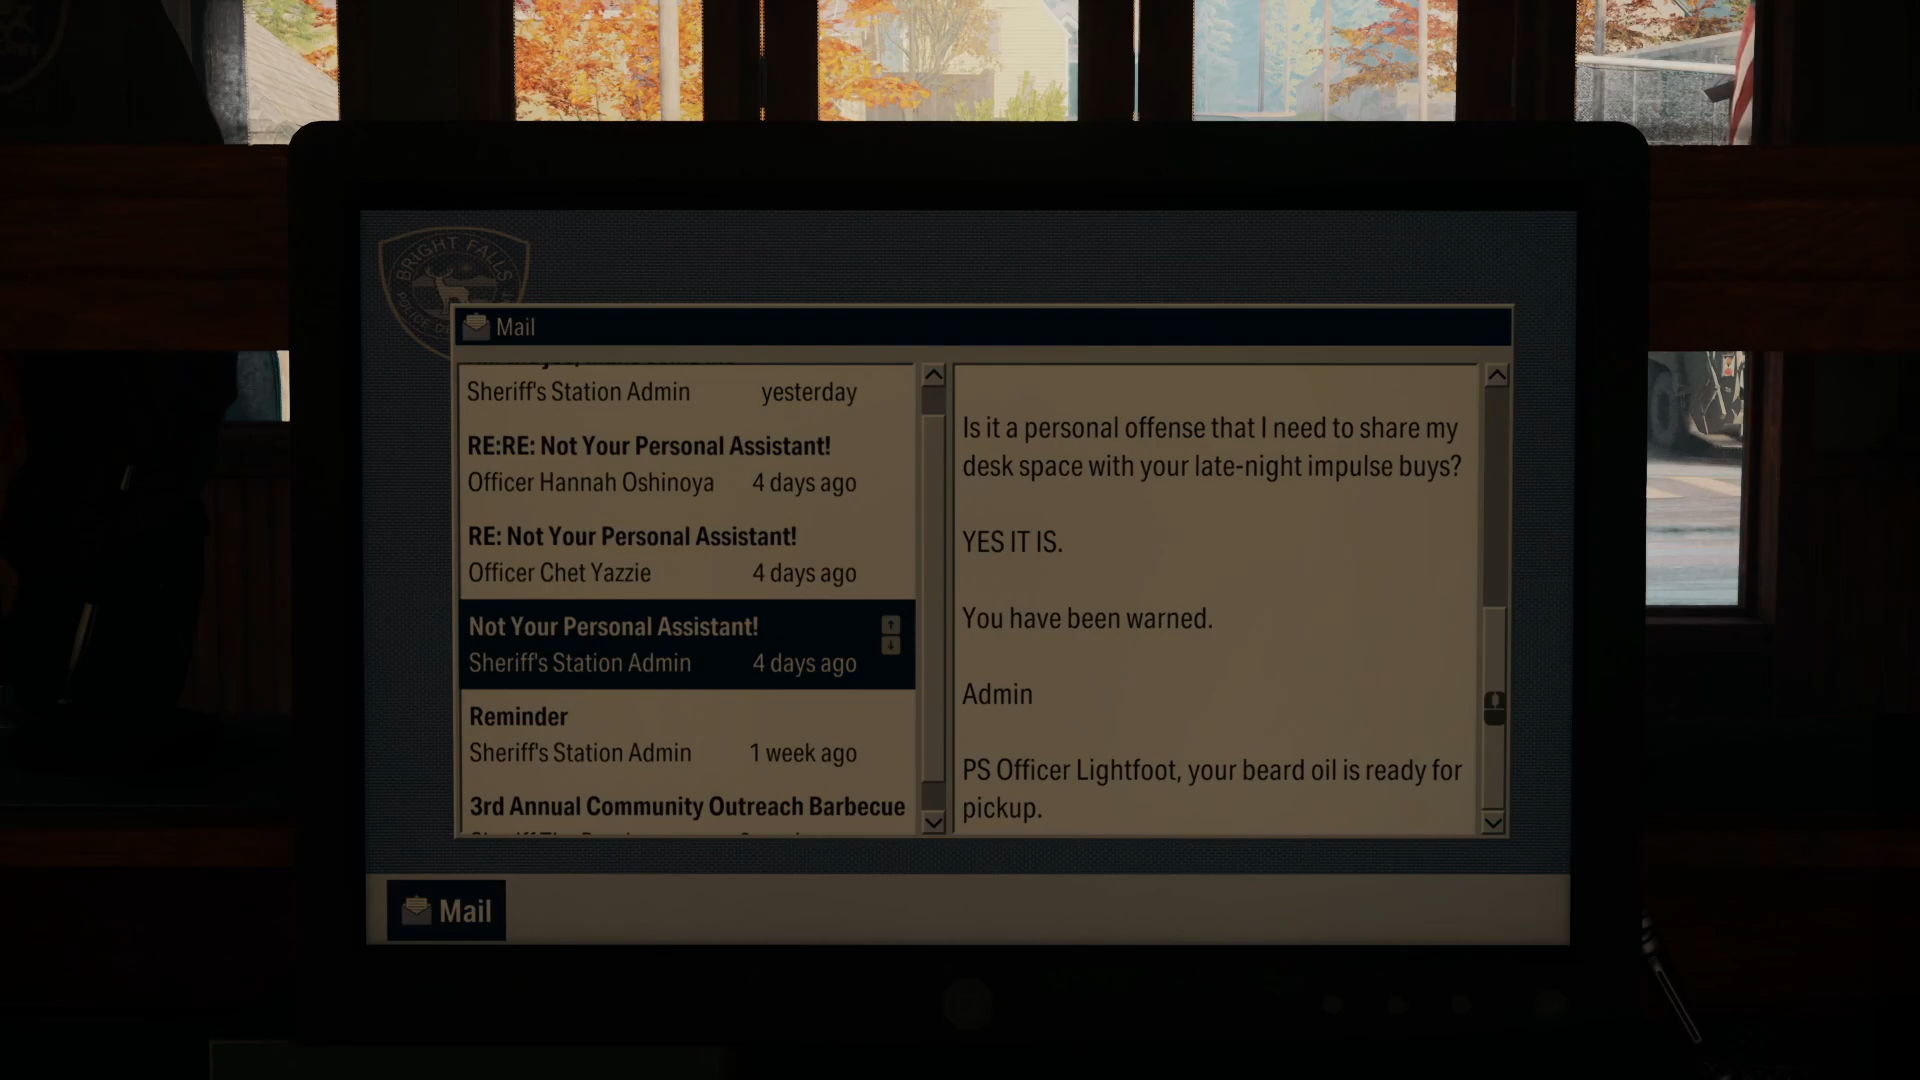 BRIGHT FALLS
Mail
Sheriff's Station Admin yesterday
RE:RE: Not Your Personal Assistant!
Officer Hannah Oshinoya 4 days ago
RE: Not Your Personal Assistant!
Officer Chet Yazzie 4 days ago
Not Your Personal Assistant!
Sheriff's Station Admin 4 days ago
Reminder
Sheriff's Station Admin 1 week ago
3rd Annual Community Outreach Barbecue
Is it a personal offense that I need to share my
desk space with your late-night impulse buys?
YES IT IS.
You have been warned.
Admin
PS Officer Lightfoot, your beard oil is ready for
pickup.
Mail